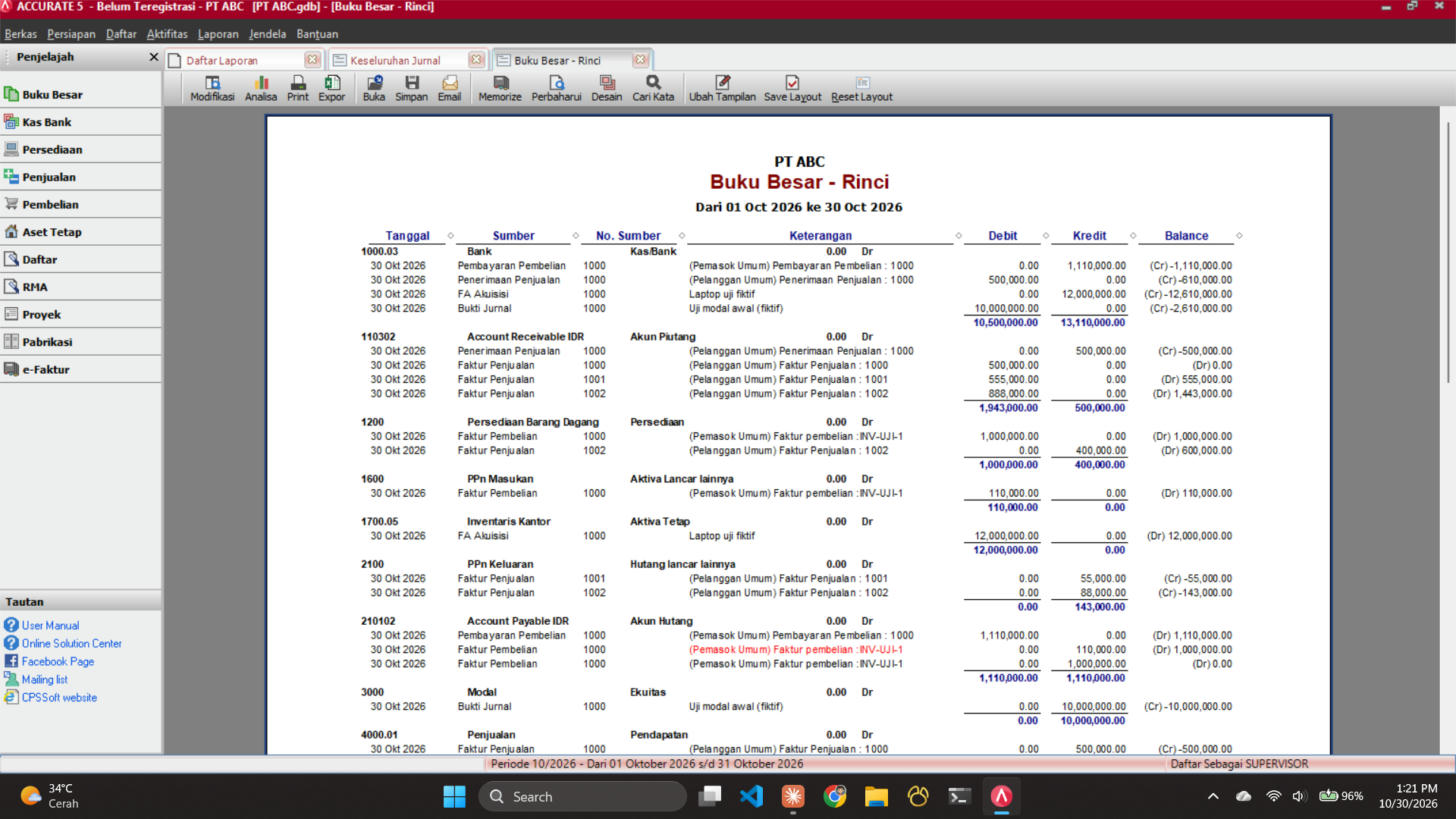 ACCURATE 5 - Belum Teregistrasi - PT ABC [PT ABC.gdb] - [Buku Besar - Rinci]
Berkas Persiapan Daftar Aktifitas Laporan Jendela Bantuan
Penjelajah
Daftar Laporan Keseluruhan Jurnal Buku Besar - Rinci
Modifikasi Analisa Print Expor Buka Simpan Email Memorize Perbaharui Desain Cari Kata Ubah Tampilan Save Layout Reset Layout
Buku Besar
Kas Bank
Persediaan
Penjualan
Pembelian
Aset Tetap
Daftar
RMA
Proyek
Pabrikasi
e-Faktur
Tautan
User Manual
Online Solution Center
Facebook Page
Mailing list
CPSSoft website
PT ABC
Buku Besar - Rinci
Dari 01 Oct 2026 ke 30 Oct 2026
Tanggal Sumber No. Sumber Keterangan Debit Kredit Balance
1000.03 Bank Kas/Bank 0.00 Dr
30 Okt 2026 Pembayaran Pembelian 1000 (Pemasok Umum) Pembayaran Pembelian : 1000 0.00 1,110,000.00 (Cr) -1,110,000.00
30 Okt 2026 Penerimaan Penjualan 1000 (Pelanggan Umum) Penerimaan Penjualan : 1000 500,000.00 0.00 (Cr) -610,000.00
30 Okt 2026 FA Akuisisi 1000 Laptop uji fiktif 0.00 12,000,000.00 (Cr) -12,610,000.00
30 Okt 2026 Bukti Jurnal 1000 Uji modal awal (fiktif) 10,000,000.00 0.00 (Cr) -2,610,000.00
10,500,000.00 13,110,000.00
110302 Account Receivable IDR Akun Piutang 0.00 Dr
30 Okt 2026 Penerimaan Penjualan 1000 (Pelanggan Umum) Penerimaan Penjualan : 1000 0.00 500,000.00 (Cr) -500,000.00
30 Okt 2026 Faktur Penjualan 1000 (Pelanggan Umum) Faktur Penjualan : 1000 500,000.00 0.00 (Dr) 0.00
30 Okt 2026 Faktur Penjualan 1001 (Pelanggan Umum) Faktur Penjualan : 1001 555,000.00 0.00 (Dr) 555,000.00
30 Okt 2026 Faktur Penjualan 1002 (Pelanggan Umum) Faktur Penjualan : 1002 888,000.00 0.00 (Dr) 1,443,000.00
1,943,000.00 500,000.00
1200 Persediaan Barang Dagang Persediaan 0.00 Dr
30 Okt 2026 Faktur Pembelian 1000 (Pemasok Umum) Faktur pembelian :INV-UJI-1 1,000,000.00 0.00 (Dr) 1,000,000.00
30 Okt 2026 Faktur Penjualan 1002 (Pelanggan Umum) Faktur Penjualan : 1002 0.00 400,000.00 (Dr) 600,000.00
1,000,000.00 400,000.00
1600 PPn Masukan Aktiva Lancar lainnya 0.00 Dr
30 Okt 2026 Faktur Pembelian 1000 (Pemasok Umum) Faktur pembelian :INV-UJI-1 110,000.00 0.00 (Dr) 110,000.00
110,000.00 0.00
1700.05 Inventaris Kantor Aktiva Tetap 0.00 Dr
30 Okt 2026 FA Akuisisi 1000 Laptop uji fiktif 12,000,000.00 0.00 (Dr) 12,000,000.00
12,000,000.00 0.00
2100 PPn Keluaran Hutang lancar lainnya 0.00 Dr
30 Okt 2026 Faktur Penjualan 1001 (Pelanggan Umum) Faktur Penjualan : 1001 0.00 55,000.00 (Cr) -55,000.00
30 Okt 2026 Faktur Penjualan 1002 (Pelanggan Umum) Faktur Penjualan : 1002 0.00 88,000.00 (Cr) -143,000.00
0.00 143,000.00
210102 Account Payable IDR Akun Hutang 0.00 Dr
30 Okt 2026 Pembayaran Pembelian 1000 (Pemasok Umum) Pembayaran Pembelian : 1000 1,110,000.00 0.00 (Dr) 1,110,000.00
30 Okt 2026 Faktur Pembelian 1000 (Pemasok Umum) Faktur pembelian :INV-UJI-1 0.00 110,000.00 (Dr) 1,000,000.00
30 Okt 2026 Faktur Pembelian 1000 (Pemasok Umum) Faktur pembelian :INV-UJI-1 0.00 1,000,000.00 (Dr) 0.00
1,110,000.00 1,110,000.00
3000 Modal Ekuitas 0.00 Dr
30 Okt 2026 Bukti Jurnal 1000 Uji modal awal (fiktif) 0.00 10,000,000.00 (Cr) -10,000,000.00
0.00 10,000,000.00
4000.01 Penjualan Pendapatan 0.00 Dr
30 Okt 2026 Faktur Penjualan 1000 (Pelanggan Umum) Faktur Penjualan : 1000 0.00 500,000.00 (Cr) -500,000.00
Periode 10/2026 - Dari 01 Oktober 2026 s/d 31 Oktober 2026 Daftar Sebagai SUPERVISOR
34°C
Cerah
Search
96%
1:21 PM
10/30/2026